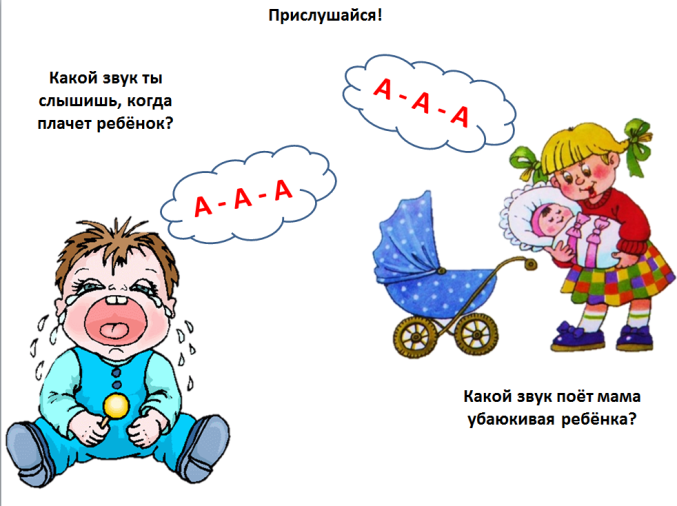 Прислушайся!
Какой звук ты
слышишь, когда
плачет ребёнок?
А - А - А
А - А - А
Какой звук поёт мама
убаюкивая ребёнка?